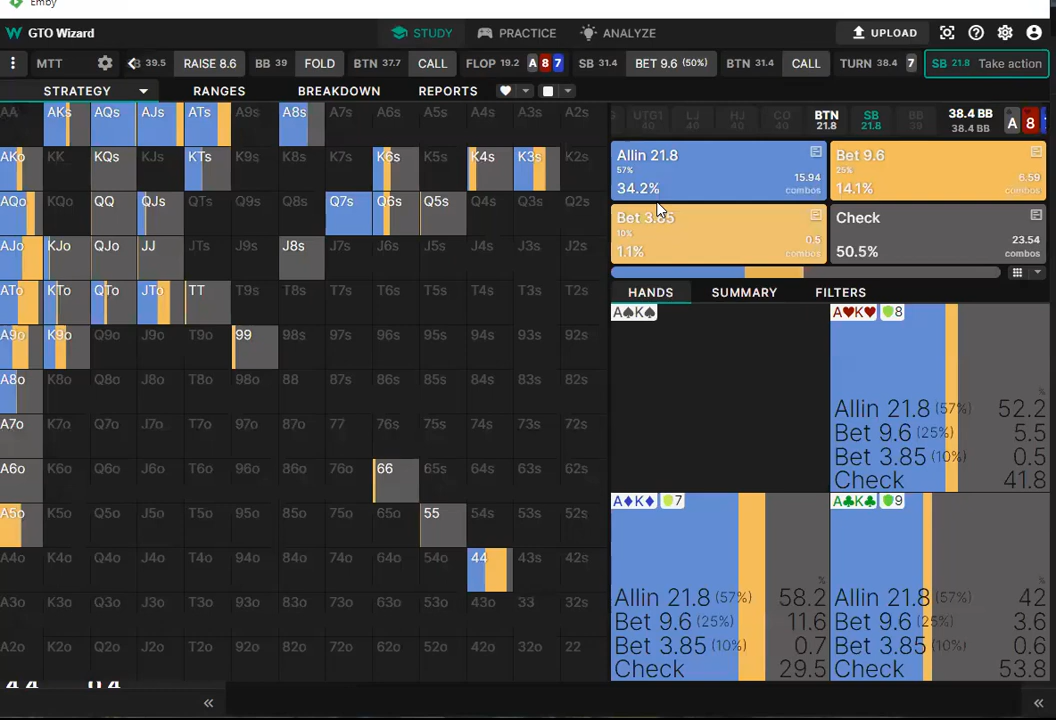 Emby
GTO Wizard STUDY PRACTICE ANALYZE UPLOAD
MTT 39.5 RAISE 8.6 BB 39 FOLD BTN 37.7 CALL FLOP 19.2 A 8 7 SB 31.4 BET 9.6 (50%) BTN 31.4 CALL TURN 38.4 7 SB 21.8 Take action
STRATEGY RANGES BREAKDOWN REPORTS
AA AKs AQs AJs ATs A9s A8s A7s A6s A5s A4s A3s A2s
AKo KK KQs KJs KTs K9s K8s K7s K6s K5s K4s K3s K2s
AQo KQo QQ QJs QTs Q9s Q8s Q7s Q6s Q5s Q4s Q3s Q2s
AJo KJo QJo JJ JTs J9s J8s J7s J6s J5s J4s J3s J2s
ATo KTo QTo JTo TT T9s T8s T7s T6s T5s T4s T3s T2s
A9o K9o Q9o J9o T9o 99 98s 97s 96s 95s 94s 93s 92s
A8o K8o Q8o J8o T8o 98o 88 87s 86s 85s 84s 83s 82s
A7o K7o Q7o J7o T7o 97o 87o 77 76s 75s 74s 73s 72s
A6o K6o Q6o J6o T6o 96o 86o 76o 66 65s 64s 63s 62s
A5o K5o Q5o J5o T5o 95o 85o 75o 65o 55 54s 53s 52s
A4o K4o Q4o J4o T4o 94o 84o 74o 64o 54o 44 43s 42s
A3o K3o Q3o J3o T3o 93o 83o 73o 63o 53o 43o 33 32s
A2o K2o Q2o J2o T2o 92o 82o 72o 62o 52o 42o 32o 22
UTG1 LJ HJ CO BTN SB BB 38.4 BB A 8
40 40 40 40 21.8 21.8 39 38.4 BB
Allin 21.8
57%
34.2%
15.94
combos
Bet 9.6
25%
14.1%
6.59
combos
Bet 3.85
10%
1.1%
0.5
combos
Check
50.5%
23.54
combos
HANDS SUMMARY FILTERS
A♠K♠
A♥K♥ 8
%
Allin 21.8 (57%) 52.2
Bet 9.6 (25%) 5.5
Bet 3.85 (10%) 0.5
Check 41.8
A♦K♦ 7
%
Allin 21.8 (57%) 58.2
Bet 9.6 (25%) 11.6
Bet 3.85 (10%) 0.7
Check 29.5
A♣K♣ 9
%
Allin 21.8 (57%) 42
Bet 9.6 (25%) 3.6
Bet 3.85 (10%) 0.6
Check 53.8